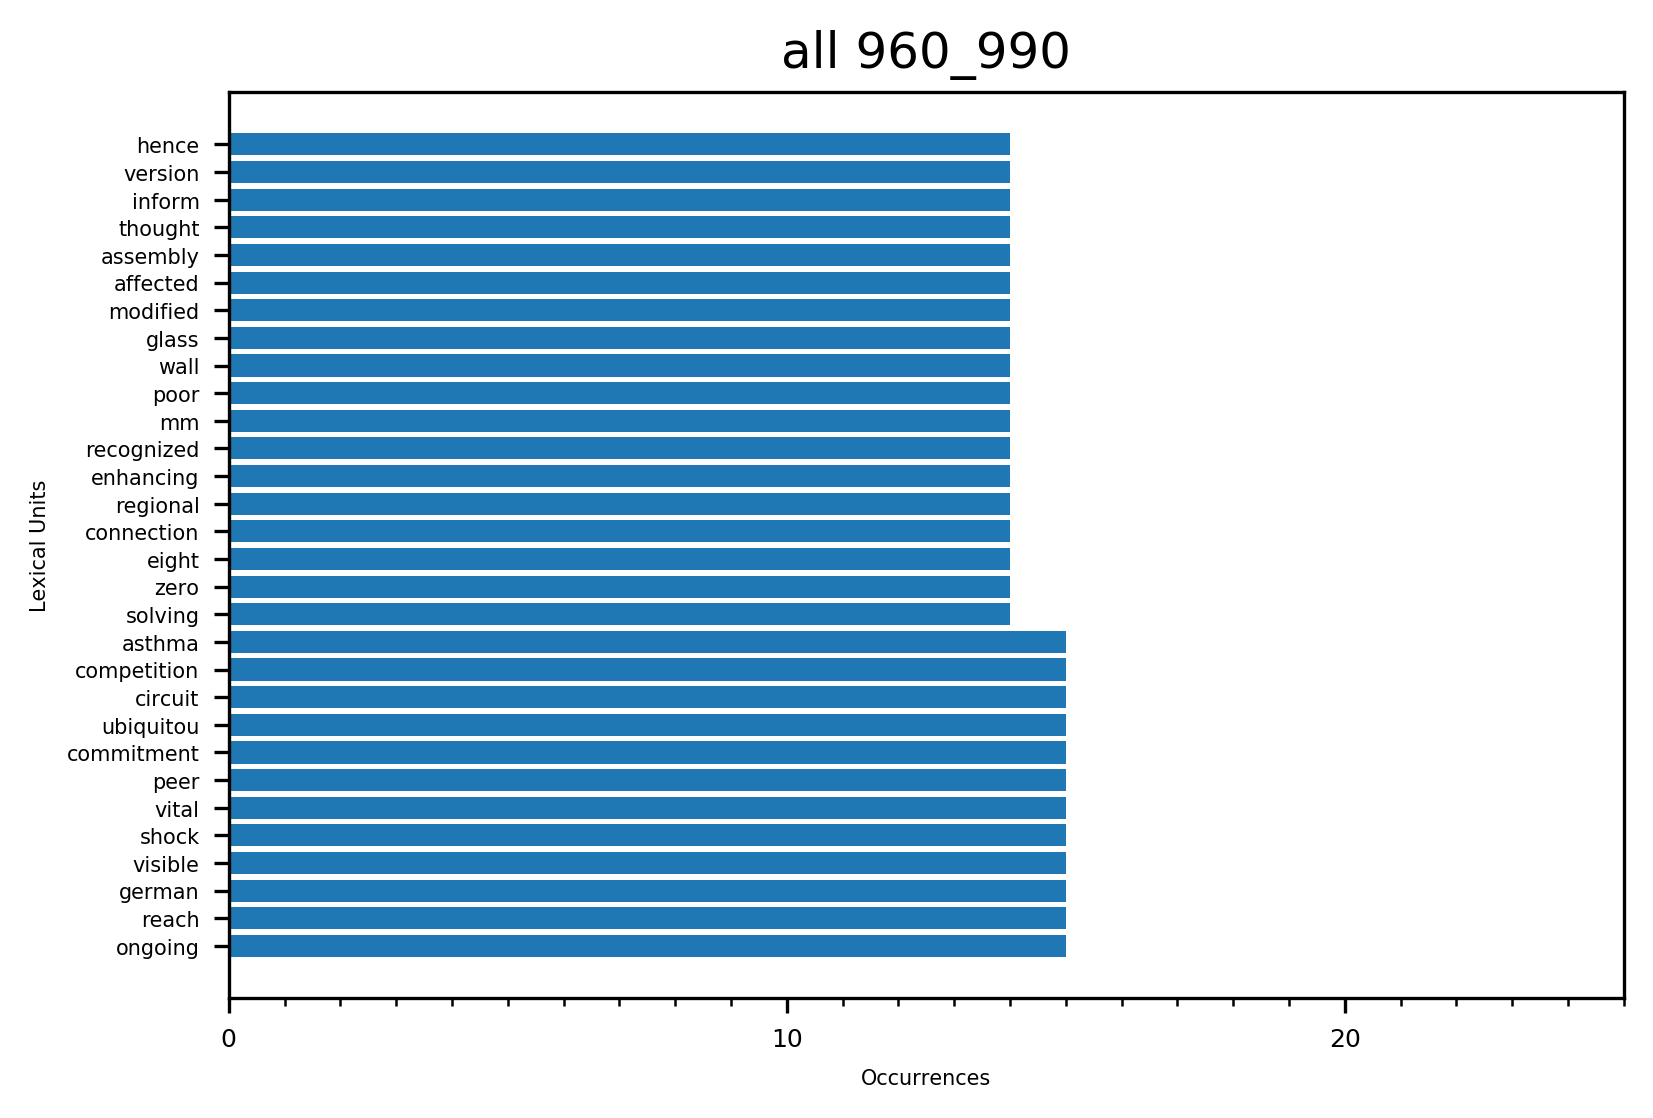 all 960_990
hence
version
inform
thought
assembly
affected
modified
glass
wall
poor
mm
recognized
enhancing
regional
connection
eight
zero
solving
asthma
competition
circuit
ubiquitou
commitment
peer
vital
shock
visible
german
reach
ongoing
Lexical Units
0 10 20
Occurrences